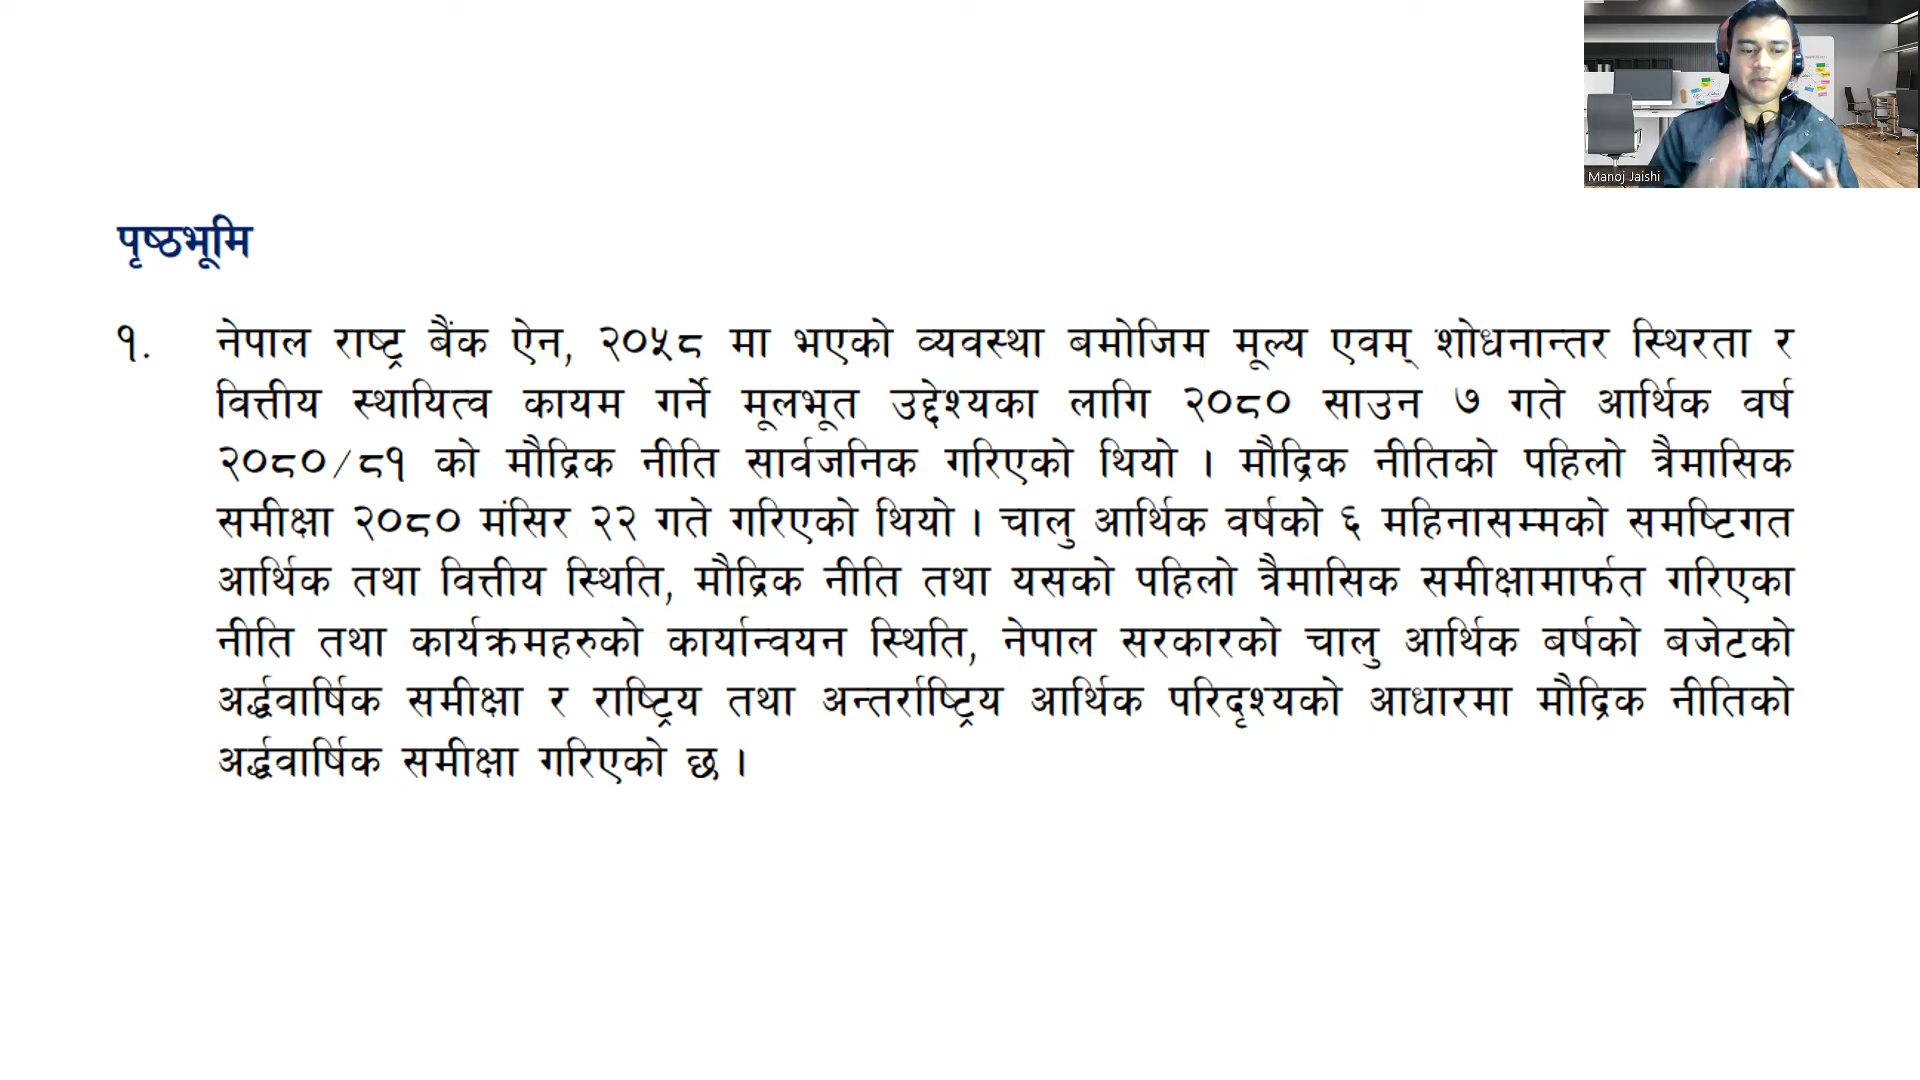 Manoj Jaishi
पृष्ठभूमि
१. नेपाल राष्ट्र बैंक ऐन, २०५८ मा भएको व्यवस्था बमोजिम मूल्य एवम् शोधनान्तर स्थिरता र
वित्तीय स्थायित्व कायम गर्ने मूलभूत उद्देश्यका लागि २०८० साउन ७ गते आर्थिक वर्ष
२०८०/८१ को मौद्रिक नीति सार्वजनिक गरिएको थियो । मौद्रिक नीतिको पहिलो त्रैमासिक
समीक्षा २०८० मंसिर २२ गते गरिएको थियो । चालु आर्थिक वर्षको ६ महिनासम्मको समष्टिगत
आर्थिक तथा वित्तीय स्थिति, मौद्रिक नीति तथा यसको पहिलो त्रैमासिक समीक्षामार्फत गरिएका
नीति तथा कार्यक्रमहरुको कार्यान्वयन स्थिति, नेपाल सरकारको चालु आर्थिक बर्षको बजेटको
अर्द्धवार्षिक समीक्षा र राष्ट्रिय तथा अन्तर्राष्ट्रिय आर्थिक परिदृश्यको आधारमा मौद्रिक नीतिको
अर्द्धवार्षिक समीक्षा गरिएको छ ।